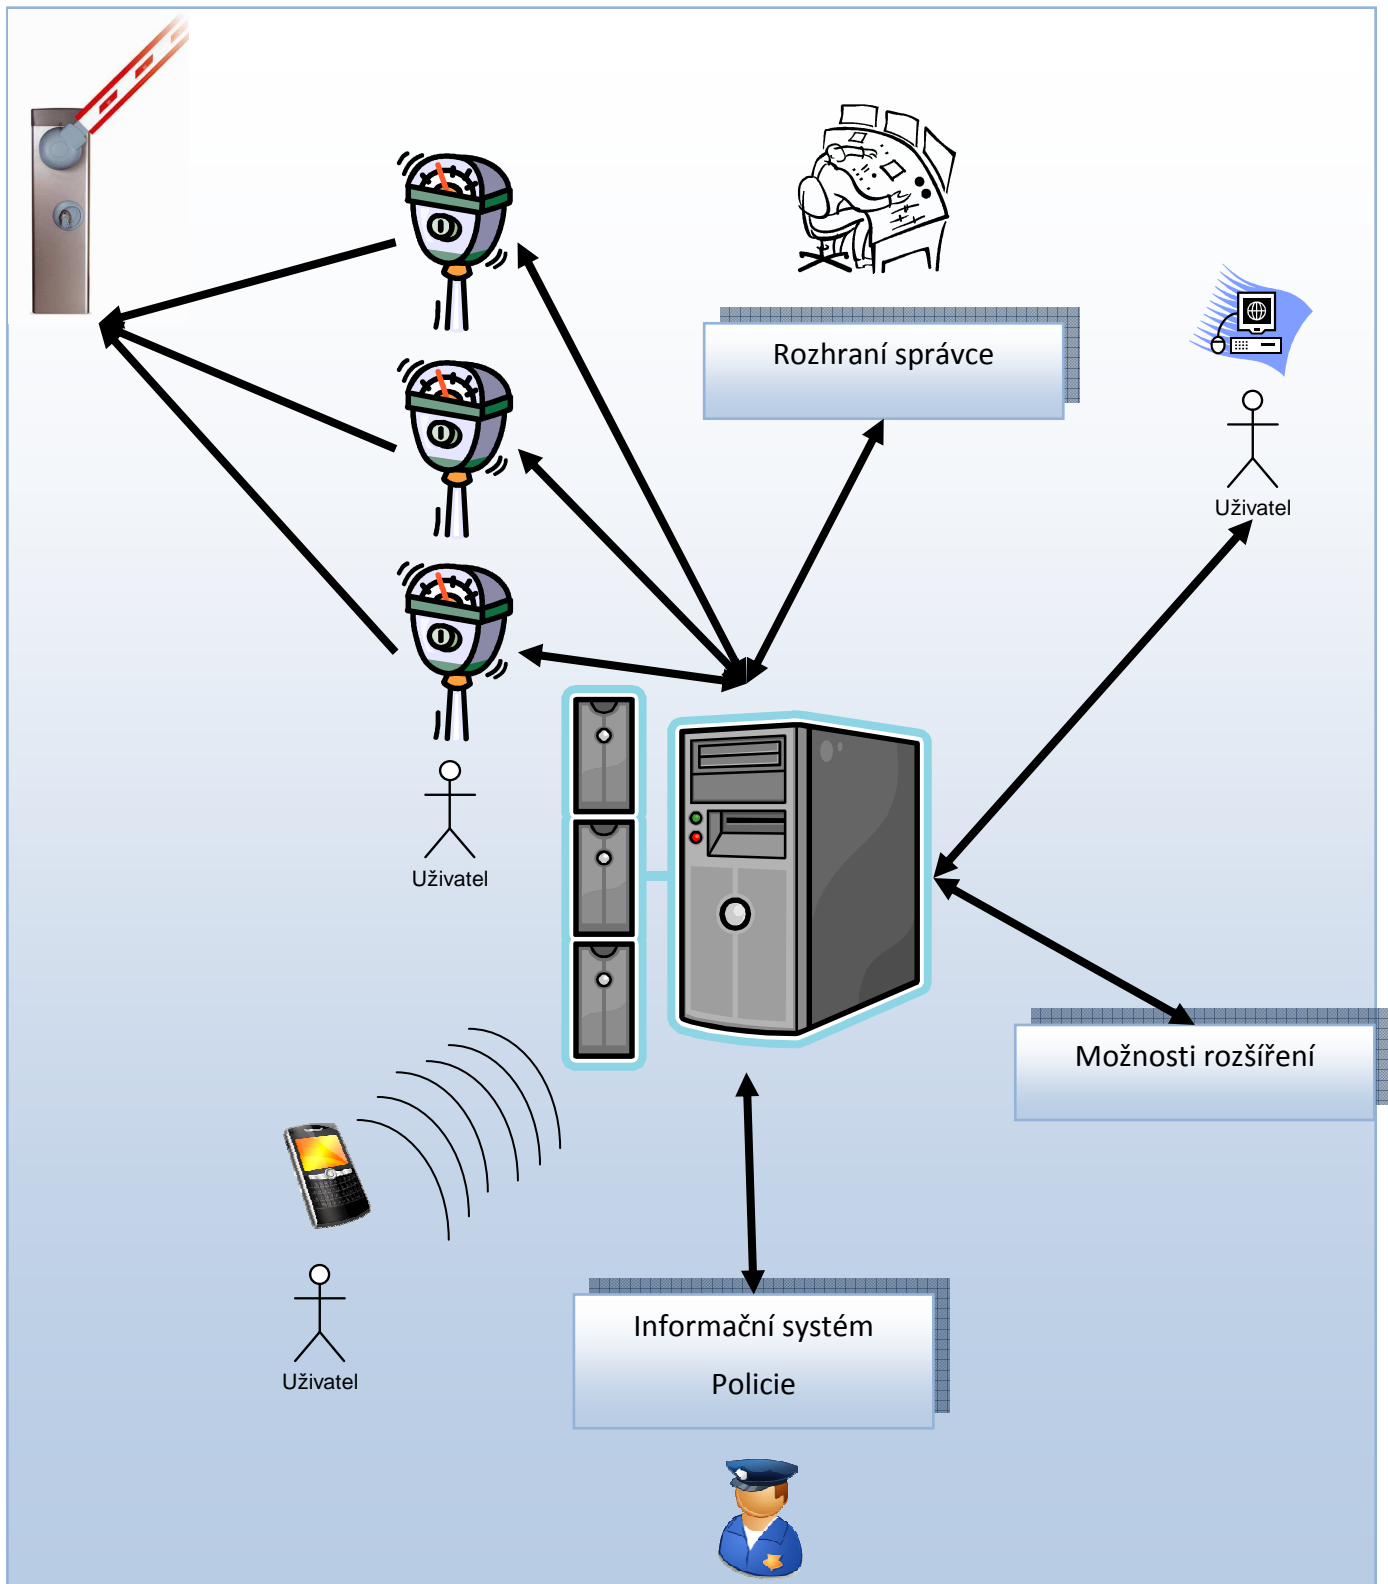 Rozhraní správce
Uživatel
Uživatel
Možnosti rozšíření
Informační systém
Policie
Uživatel